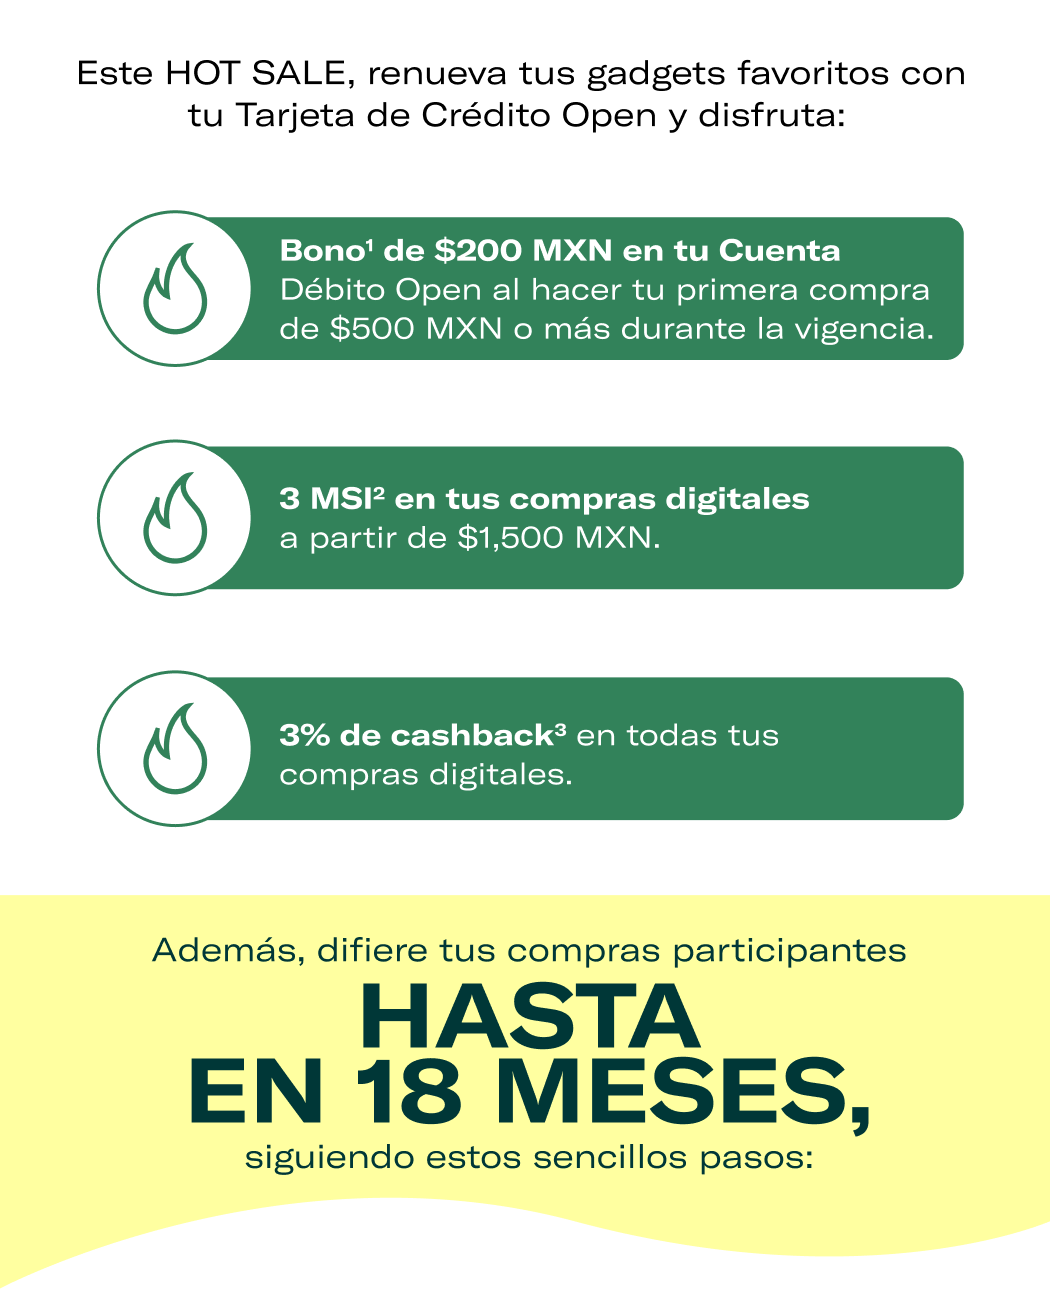 Este HOT SALE, renueva tus gadgets favoritos con
tu Tarjeta de Crédito Open y disfruta:
Bono¹ de $200 MXN en tu Cuenta
Débito Open al hacer tu primera compra
de $500 MXN o más durante la vigencia.
3 MSI² en tus compras digitales
a partir de $1,500 MXN.
3% de cashback³ en todas tus
compras digitales.
Además, difiere tus compras participantes
HASTA
EN 18 MESES,
siguiendo estos sencillos pasos: